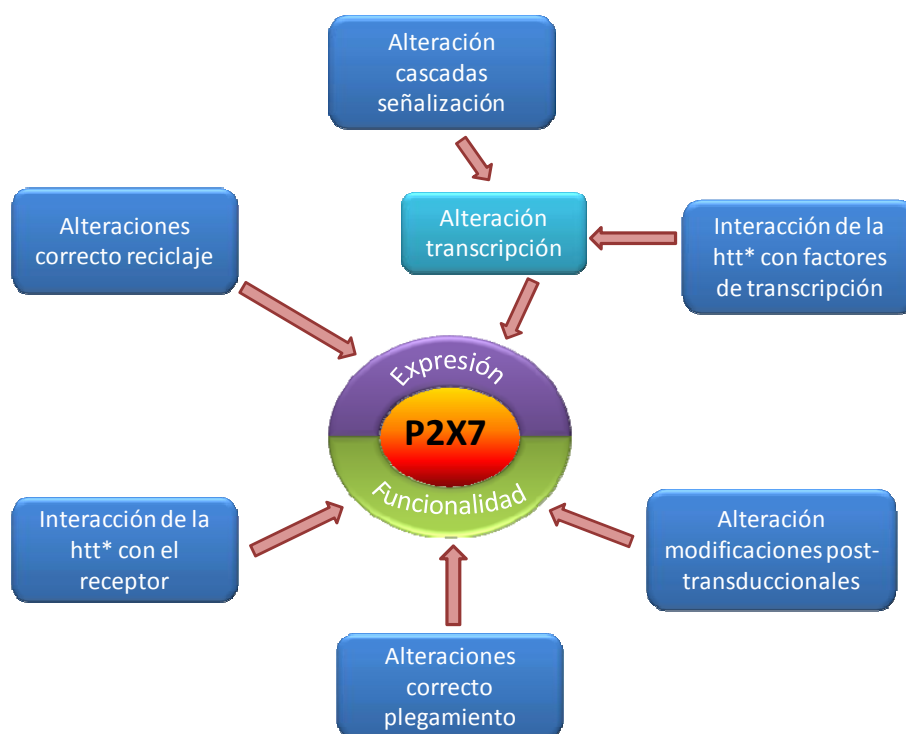 Alteración
cascadas
señalización
Alteraciones
correcto reciclaje
Alteración
transcripción
Interacción de la
htt* con factores
de transcripción
Expresión
P2X7
Funcionalidad
Interacción de la
htt* con el
receptor
Alteración
modificaciones post-
transduccionales
Alteraciones
correcto
plegamiento